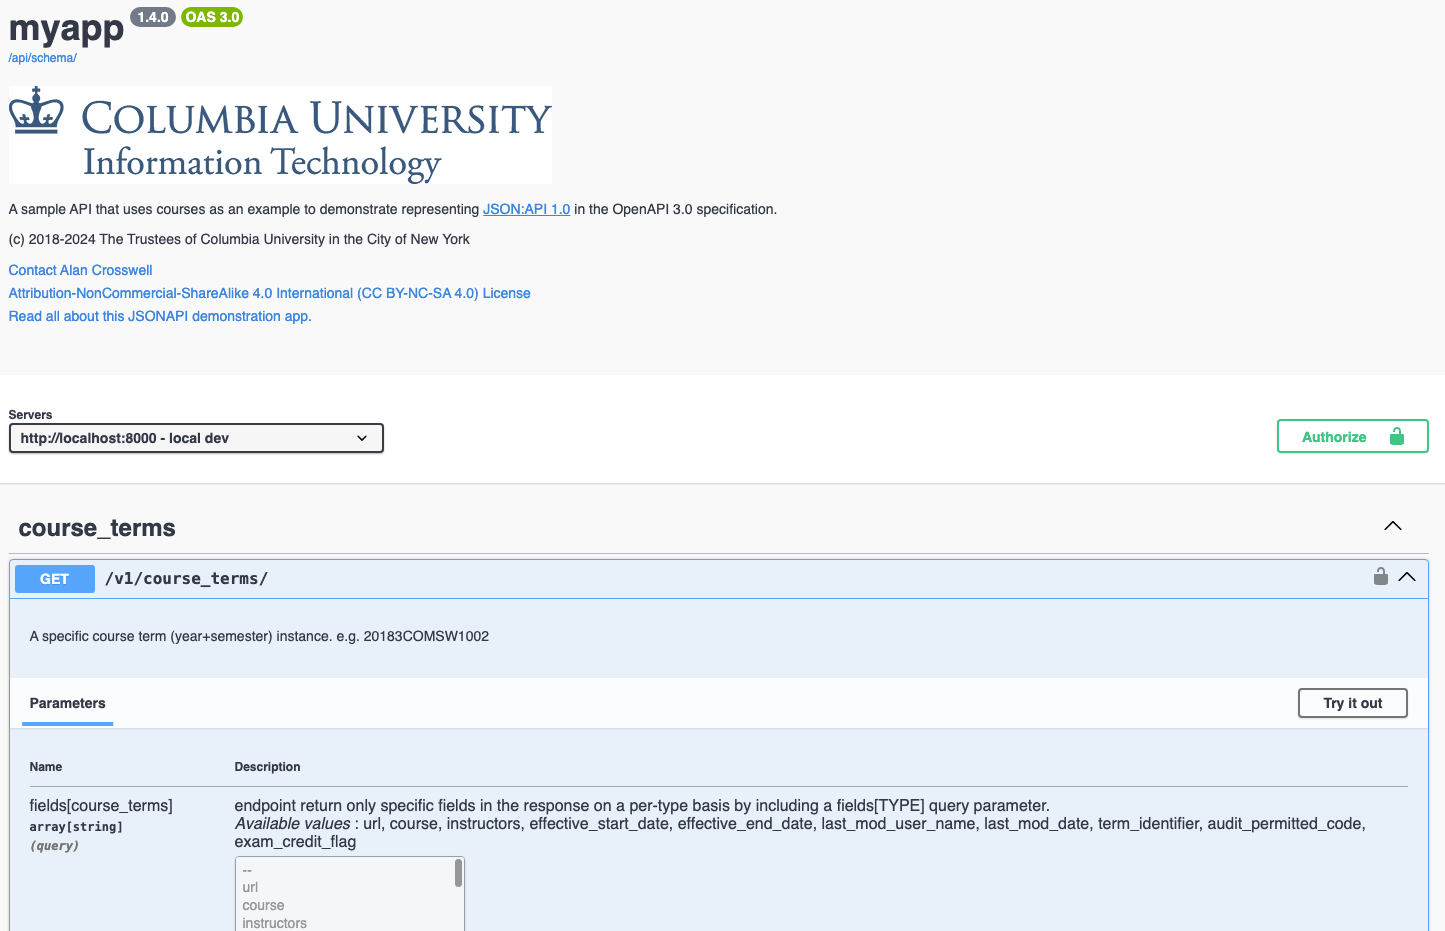 myapp 1.4.0 OAS 3.0
/api/schema/
COLUMBIA UNIVERSITY
Information Technology
A sample API that uses courses as an example to demonstrate representing JSON:API 1.0 in the OpenAPI 3.0 specification.
(c) 2018-2024 The Trustees of Columbia University in the City of New York
Contact Alan Crosswell
Attribution-NonCommercial-ShareAlike 4.0 International (CC BY-NC-SA 4.0) License
Read all about this JSONAPI demonstration app.
Servers
http://localhost:8000 - local dev
Authorize
course_terms
GET /v1/course_terms/
A specific course term (year+semester) instance. e.g. 20183COMSW1002
Parameters
Try it out
Name Description
fields[course_terms] endpoint return only specific fields in the response on a per-type basis by including a fields[TYPE] query parameter.
array[string] Available values : url, course, instructors, effective_start_date, effective_end_date, last_mod_user_name, last_mod_date, term_identifier, audit_permitted_code,
(query) exam_credit_flag
--
url
course
instructors